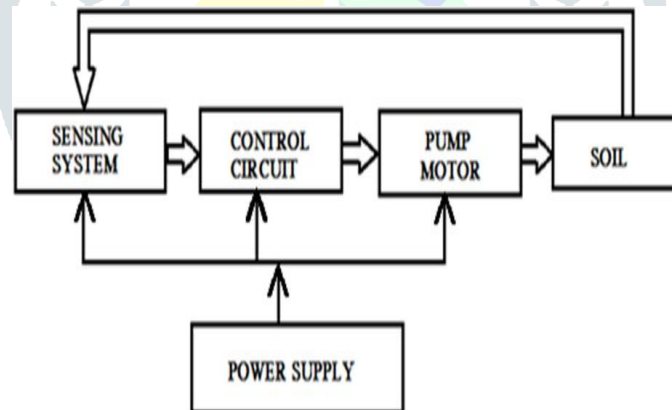 SENSING
SYSTEM
CONTROL
CIRCUIT
PUMP
MOTOR
SOIL
POWER SUPPLY